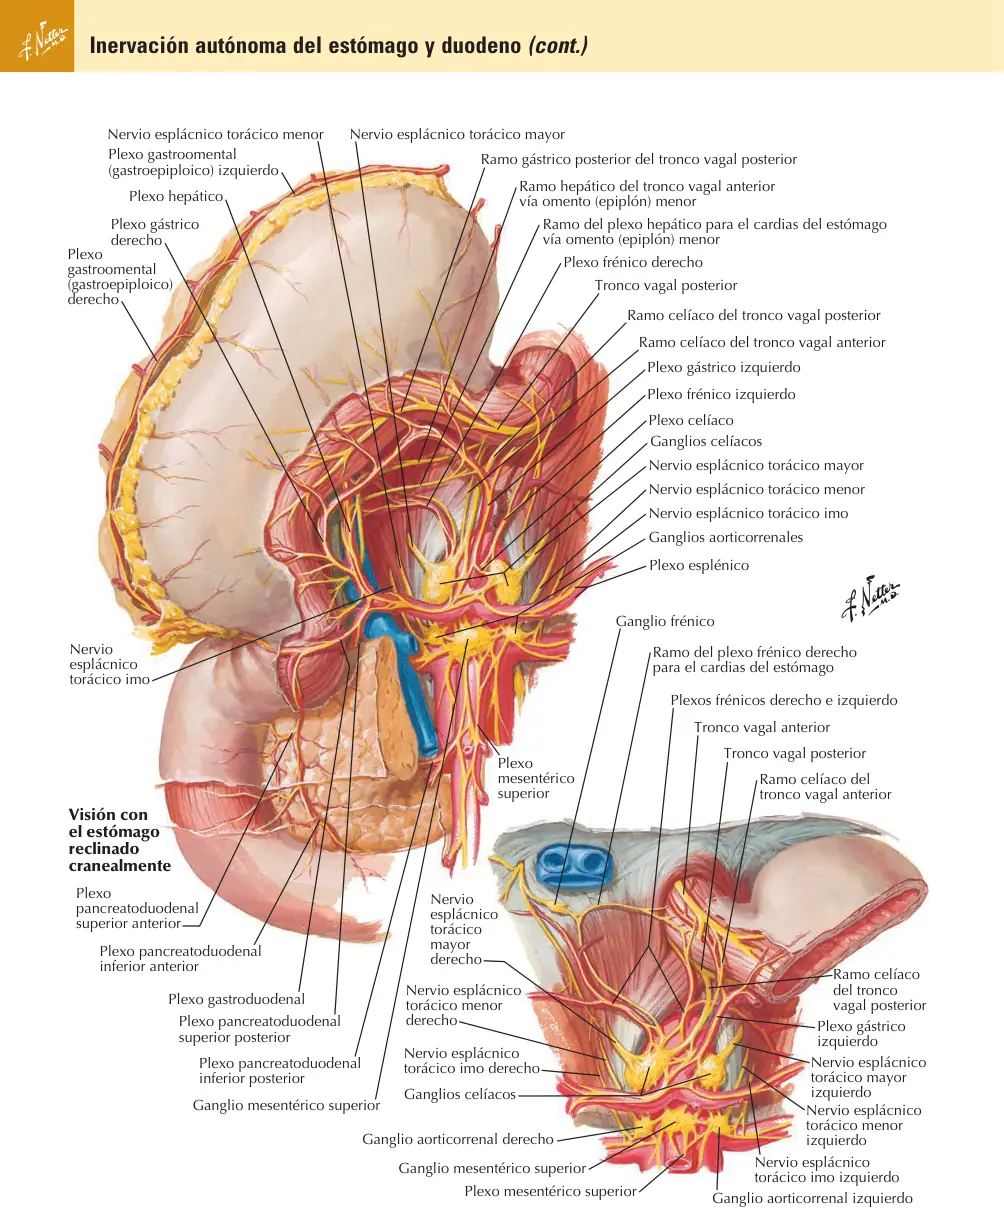 F. Netter M.D.
Inervación autónoma del estómago y duodeno (cont.)
Nervio esplácnico torácico menor
Nervio esplácnico torácico mayor
Plexo gastroomental
(gastroepiploico) izquierdo
Ramo gástrico posterior del tronco vagal posterior
Plexo hepático
Ramo hepático del tronco vagal anterior
vía omento (epiplón) menor
Plexo gástrico
derecho
Ramo del plexo hepático para el cardias del estómago
vía omento (epiplón) menor
Plexo
gastroomental
(gastroepiploico)
derecho
Plexo frénico derecho
Tronco vagal posterior
Ramo celíaco del tronco vagal posterior
Ramo celíaco del tronco vagal anterior
Plexo gástrico izquierdo
Plexo frénico izquierdo
Plexo celíaco
Ganglios celíacos
Nervio esplácnico torácico mayor
Nervio esplácnico torácico menor
Nervio esplácnico torácico imo
Ganglios aorticorrenales
Plexo esplénico
F. Netter M.D.
Ganglio frénico
Nervio
esplácnico
torácico imo
Ramo del plexo frénico derecho
para el cardias del estómago
Plexos frénicos derecho e izquierdo
Tronco vagal anterior
Tronco vagal posterior
Plexo
mesentérico
superior
Ramo celíaco del
tronco vagal anterior
Visión con
el estómago
reclinado
cranealmente
Plexo
pancreatoduodenal
superior anterior
Nervio
esplácnico
torácico
mayor
derecho
Plexo pancreatoduodenal
inferior anterior
Ramo celíaco
del tronco
vagal posterior
Plexo gastroduodenal
Nervio esplácnico
torácico menor
derecho
Plexo pancreatoduodenal
superior posterior
Plexo gástrico
izquierdo
Plexo pancreatoduodenal
inferior posterior
Nervio esplácnico
torácico imo derecho
Nervio esplácnico
torácico mayor
izquierdo
Ganglio mesentérico superior
Ganglios celíacos
Nervio esplácnico
torácico menor
izquierdo
Ganglio aorticorrenal derecho
Ganglio mesentérico superior
Nervio esplácnico
torácico imo izquierdo
Plexo mesentérico superior
Ganglio aorticorrenal izquierdo